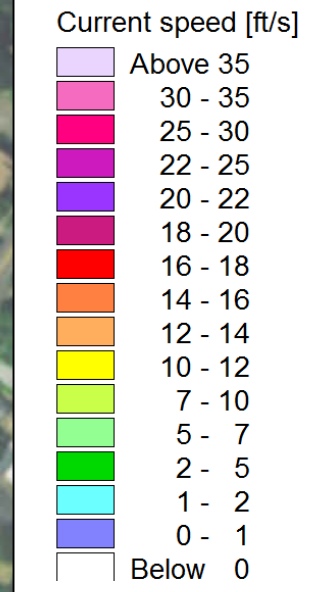 Current speed [ft/s]
Above 35
30 - 35
25 - 30
22 - 25
20 - 22
18 - 20
16 - 18
14 - 16
12 - 14
10 - 12
7 - 10
5 - 7
2 - 5
1 - 2
0 - 1
Below 0